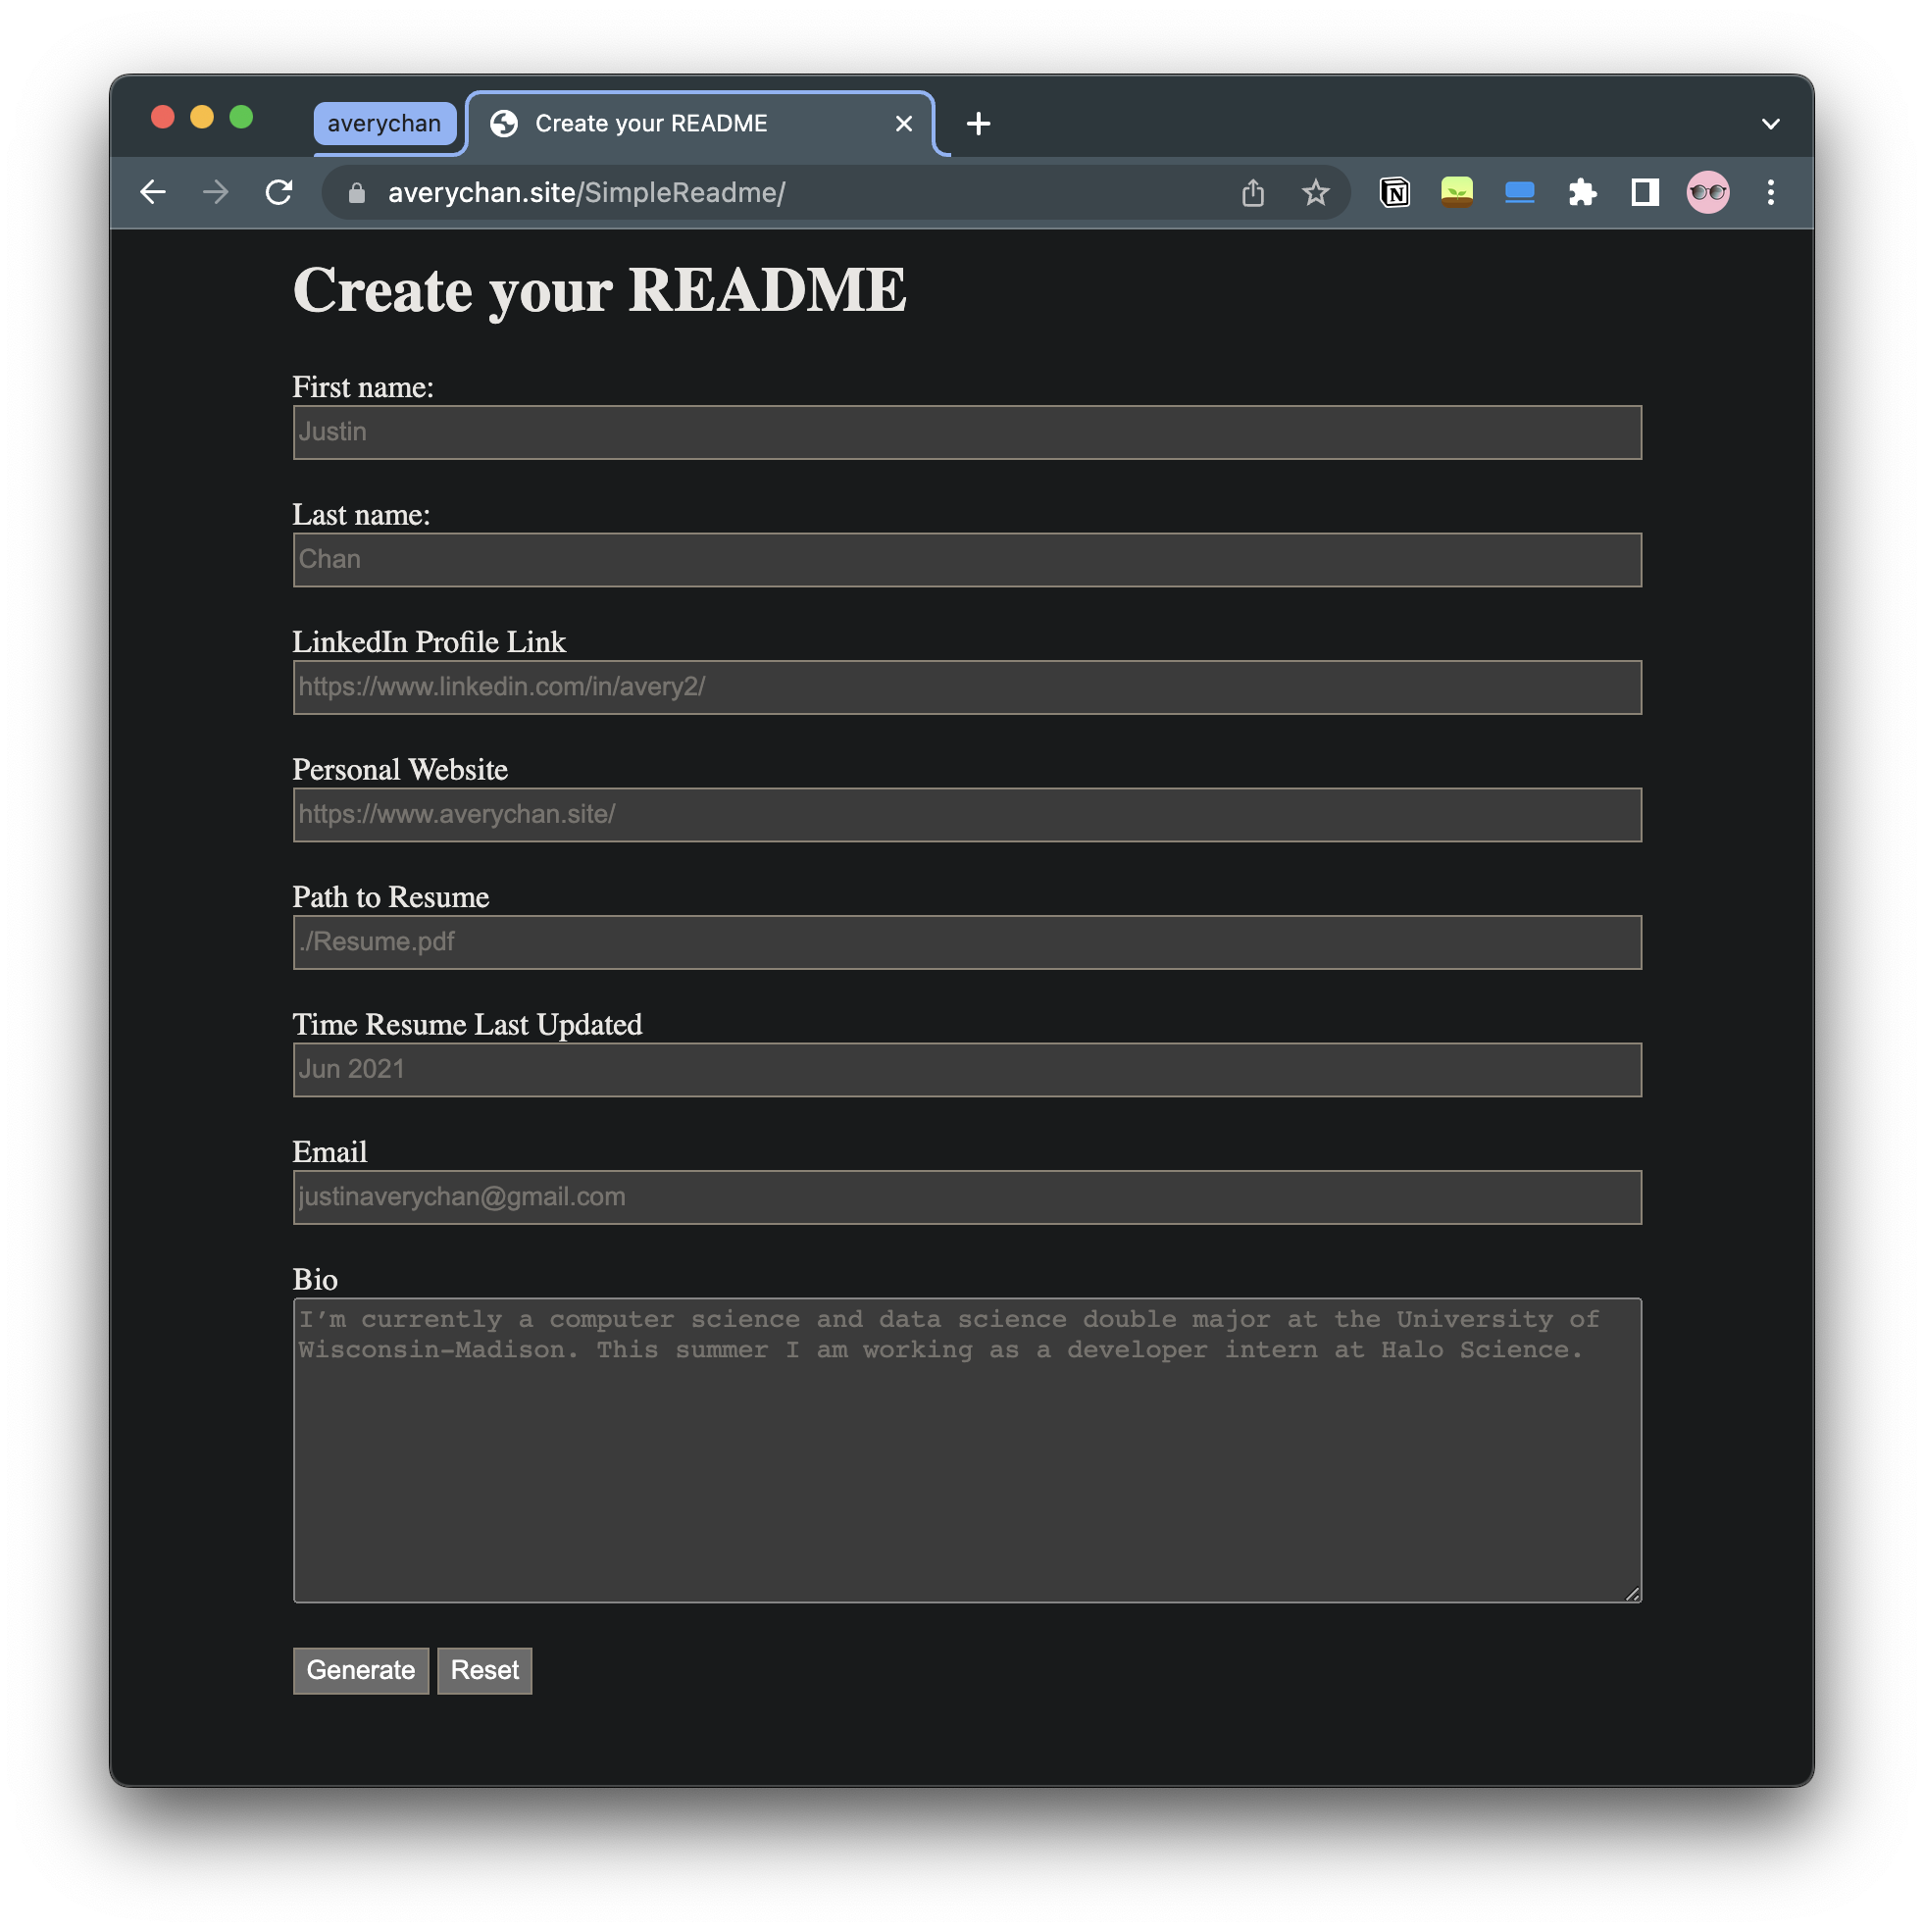 averychan
Create your README
averychan.site/SimpleReadme/
Create your README
First name:
Justin
Last name:
Chan
LinkedIn Profile Link
https://www.linkedin.com/in/avery2/
Personal Website
https://www.averychan.site/
Path to Resume
./Resume.pdf
Time Resume Last Updated
Jun 2021
Email
justinaverychan@gmail.com
Bio
I’m currently a computer science and data science double major at the University of
Wisconsin-Madison. This summer I am working as a developer intern at Halo Science.
Generate Reset